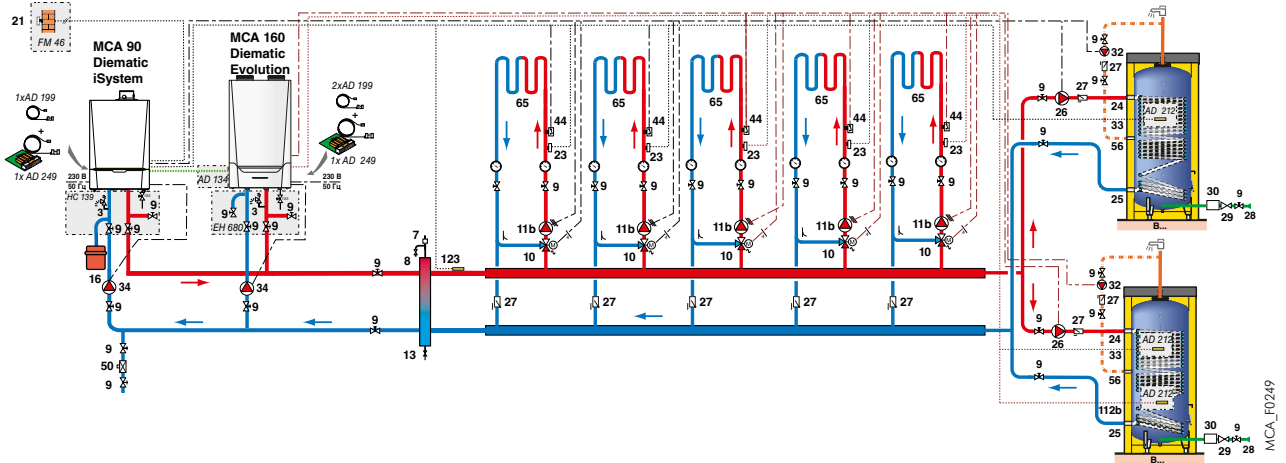 21
FM 46
MCA 90
Diematic
iSystem
MCA 160
Diematic
Evolution
1xAD 199
+
1x AD 249
2xAD 199
+
1x AD 249
230 В
50 Гц
230 В
50 Гц
HC 139
AD 134
EH 680
3
9
9
9
9
3
9
9
9
16
34
34
9
9
9
50
9
9
9
7
8
13
123
65
65
65
65
65
44
44
44
44
44
23
23
23
23
23
9
9
9
9
9
11b
11b
11b
11b
11b
M
M
M
M
M
10
10
10
10
10
27
27
27
27
27
9
32
27
9
9
27
26
24
AD 212
33
9
56
25
30
9
29
28
B...
9
32
27
9
9
27
26
24
AD 212
33
9
56
AD 212
112b
25
30
9
29
28
B...
MCA_F0249